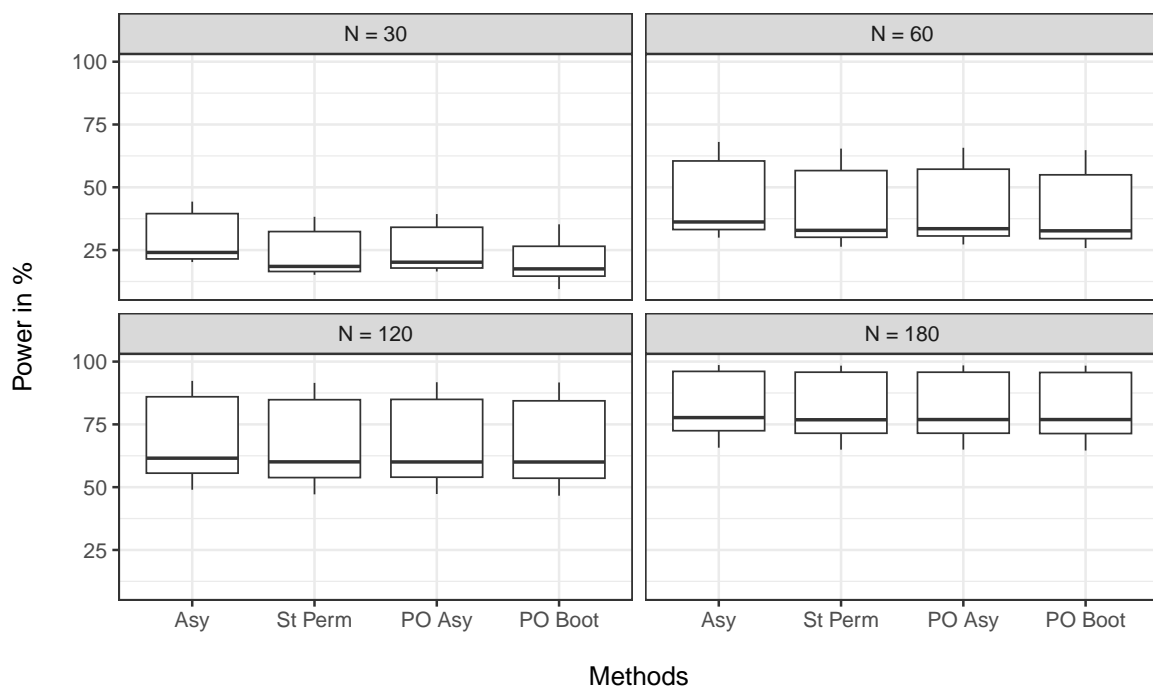 N = 30
N = 60
100
75
50
25
N = 120
N = 180
100
75
50
25
Asy St Perm PO Asy PO Boot
Asy St Perm PO Asy PO Boot
Methods
Power in %